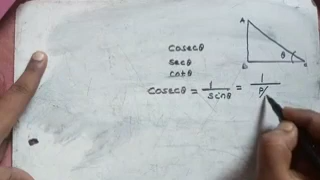 A
θ
cosecθ
secθ
cotθ
cosecθ = 1/sinθ = 1/P/